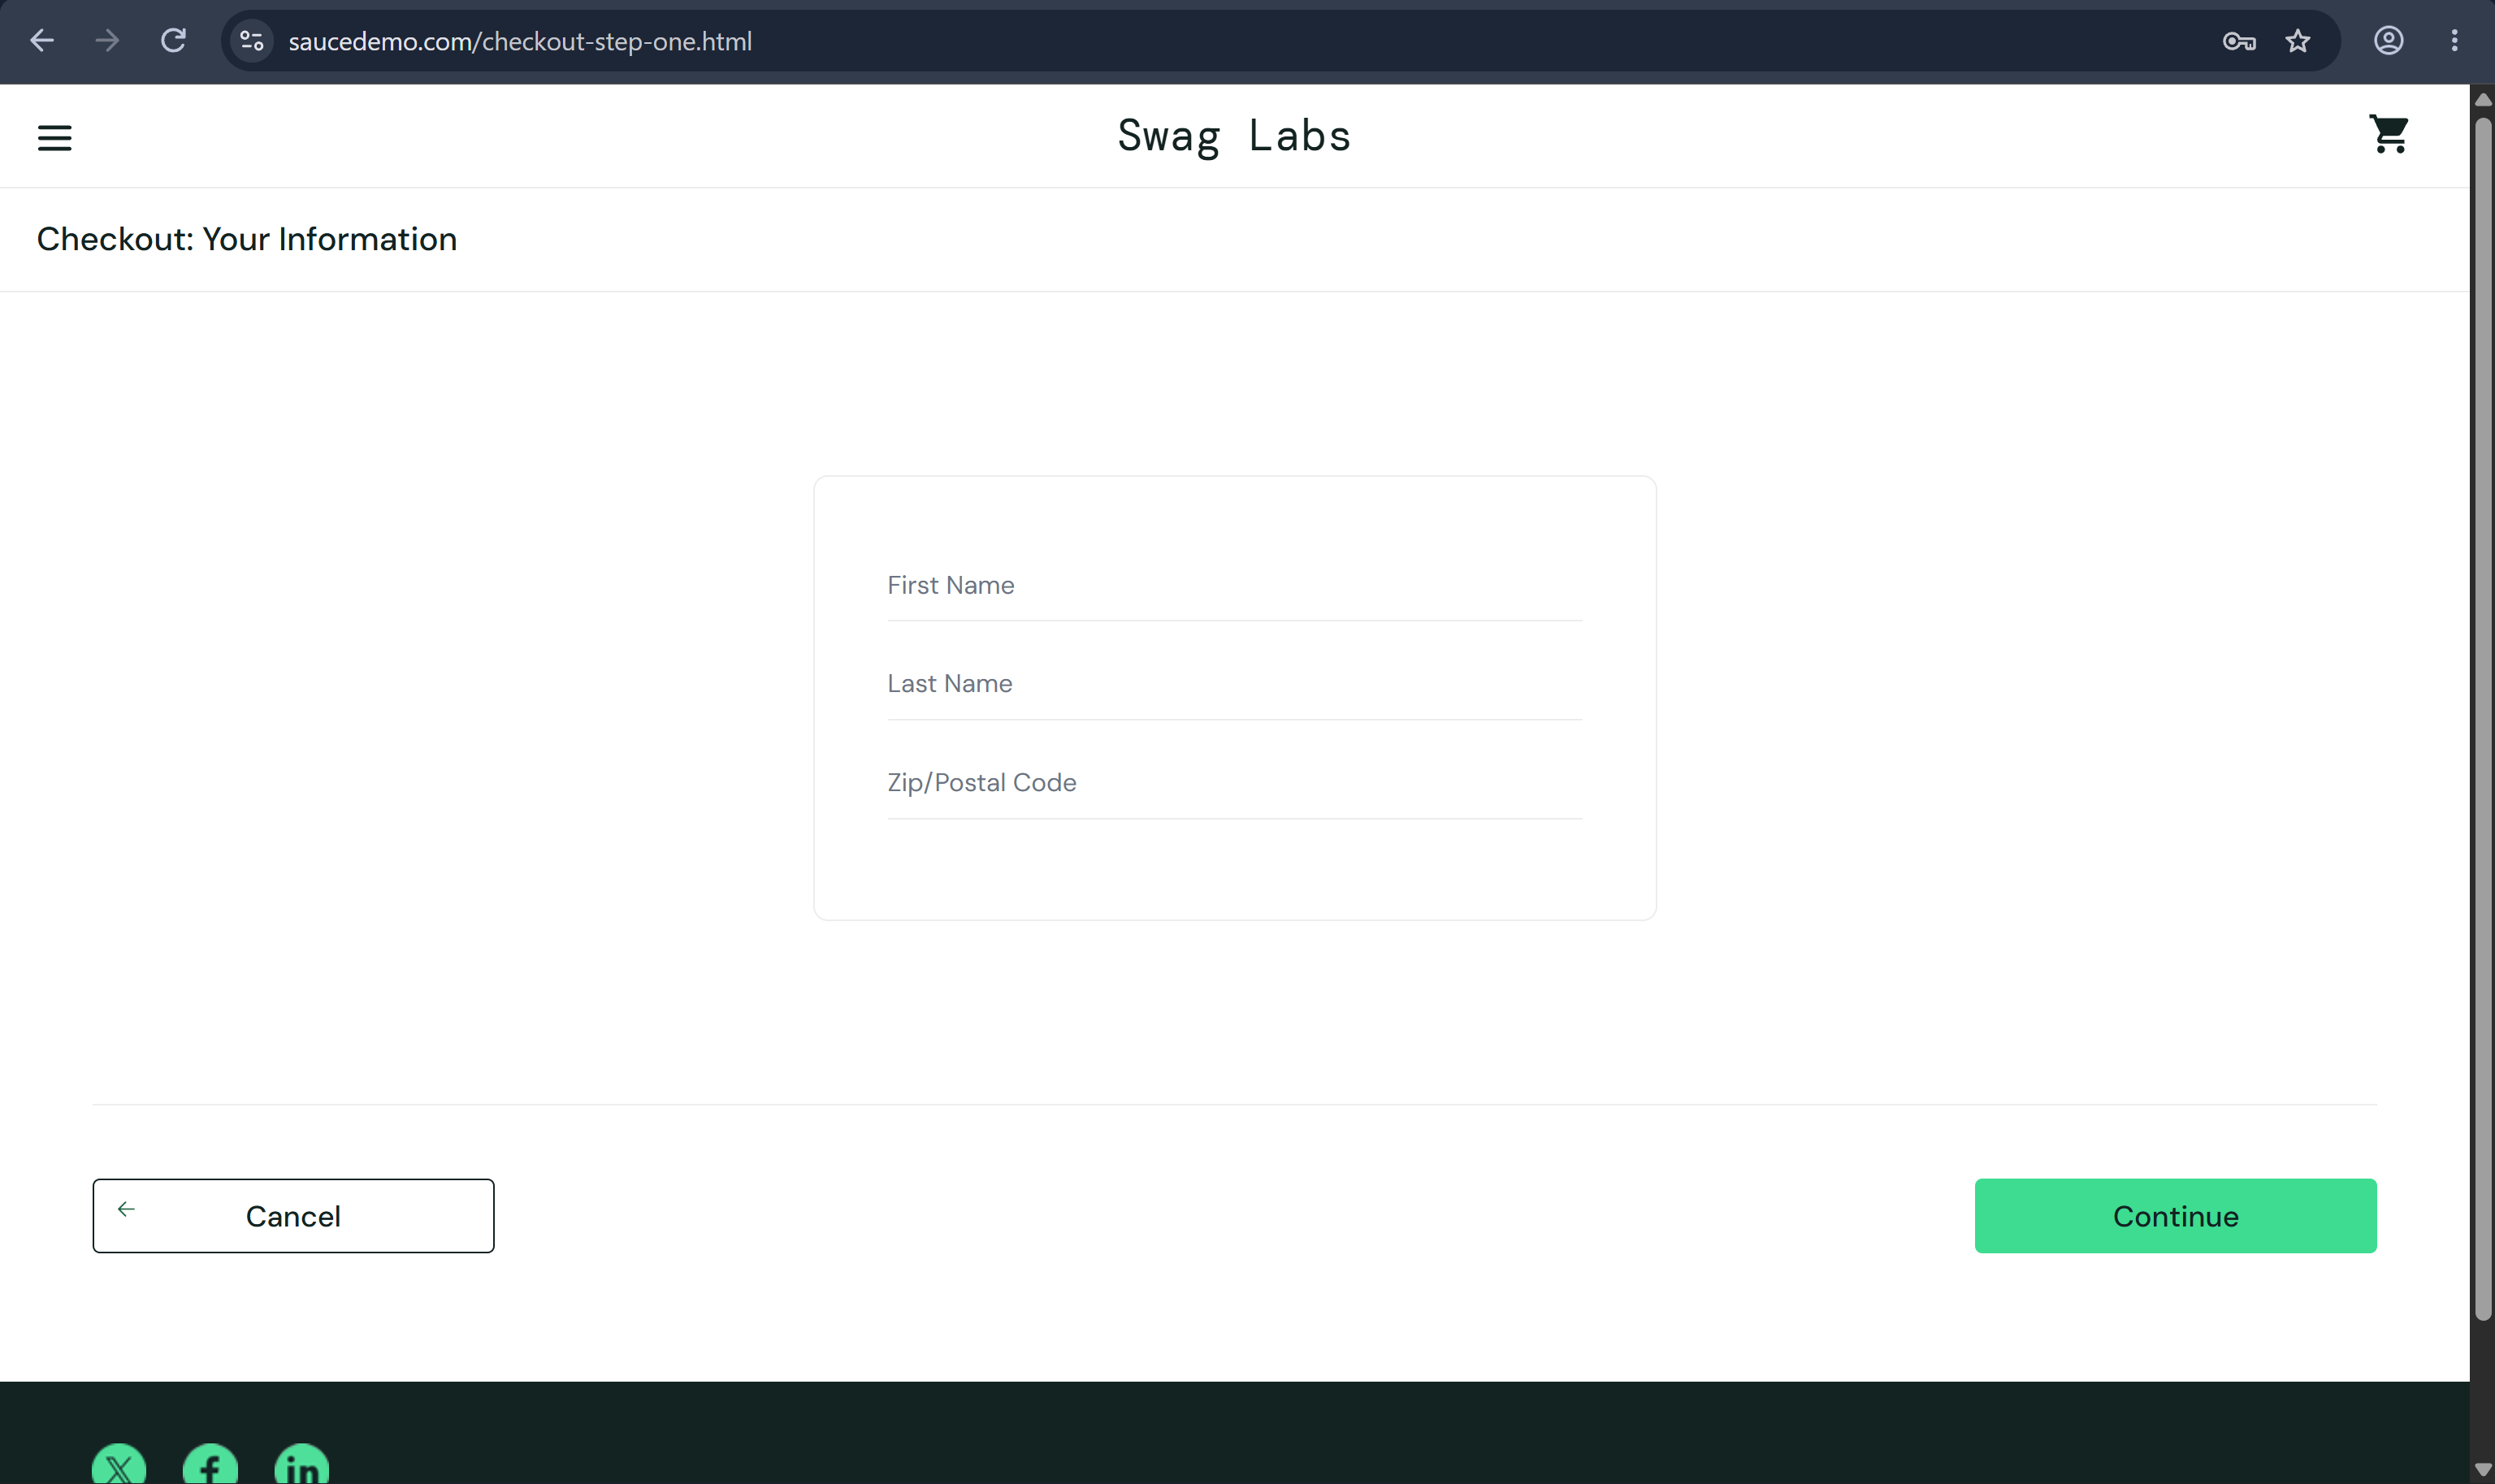 saucedemo.com/checkout-step-one.html
Swag Labs
Checkout: Your Information
First Name
Last Name
Zip/Postal Code
Cancel
Continue
X
f
in